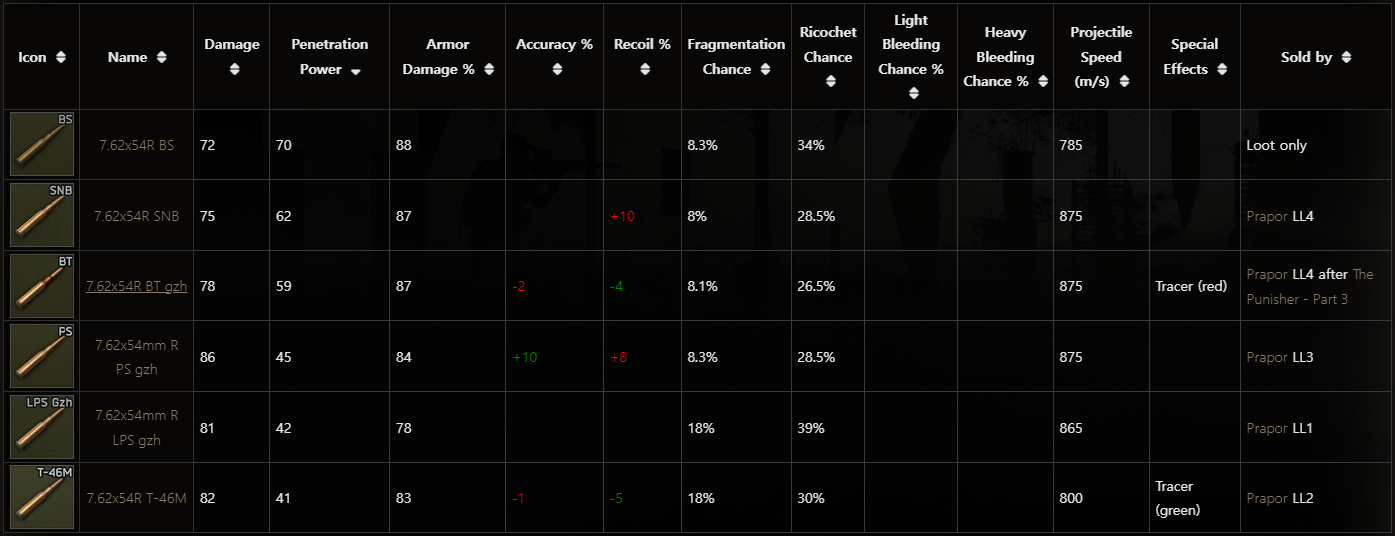 Icon
Name
Damage
Penetration
Power
Armor
Damage %
Accuracy %
Recoil %
Fragmentation
Chance
Ricochet
Chance
Light
Bleeding
Chance %
Heavy
Bleeding
Chance %
Projectile
Speed
(m/s)
Special
Effects
Sold by
BS
7.62x54R BS
72
70
88
8.3%
34%
785
Loot only
SNB
7.62x54R SNB
75
62
87
+10
8%
28.5%
875
Prapor LL4
BT
7.62x54R BT gzh
78
59
87
-2
-4
8.1%
26.5%
875
Tracer (red)
Prapor LL4 after The
Punisher - Part 3
PS
7.62x54mm R
PS gzh
86
45
84
+10
+8
8.3%
28.5%
875
Prapor LL3
LPS Gzh
7.62x54mm R
LPS gzh
81
42
78
18%
39%
865
Prapor LL1
T-46M
7.62x54R T-46M
82
41
83
-1
-5
18%
30%
800
Tracer
(green)
Prapor LL2